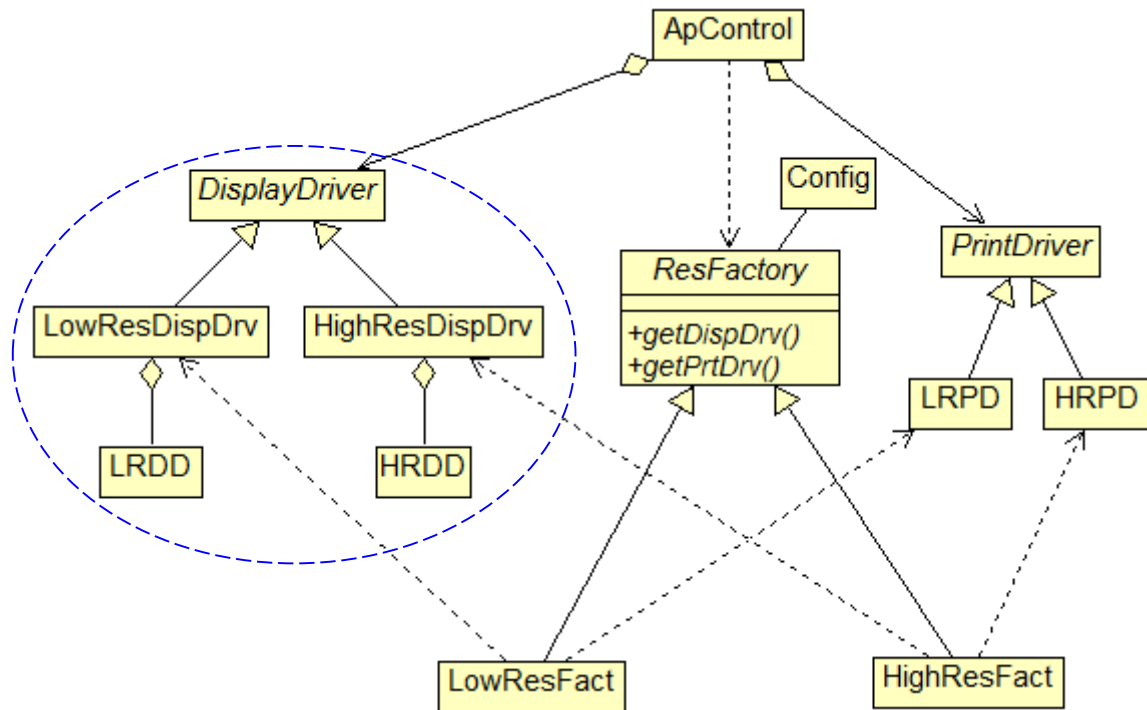 ApControl
Config
DisplayDriver
PrintDriver
ResFactory
LowResDispDrv
HighResDispDrv
+getDispDrv()
+getPrtDrv()
LRPD
HRPD
LRDD
HRDD
LowResFact
HighResFact